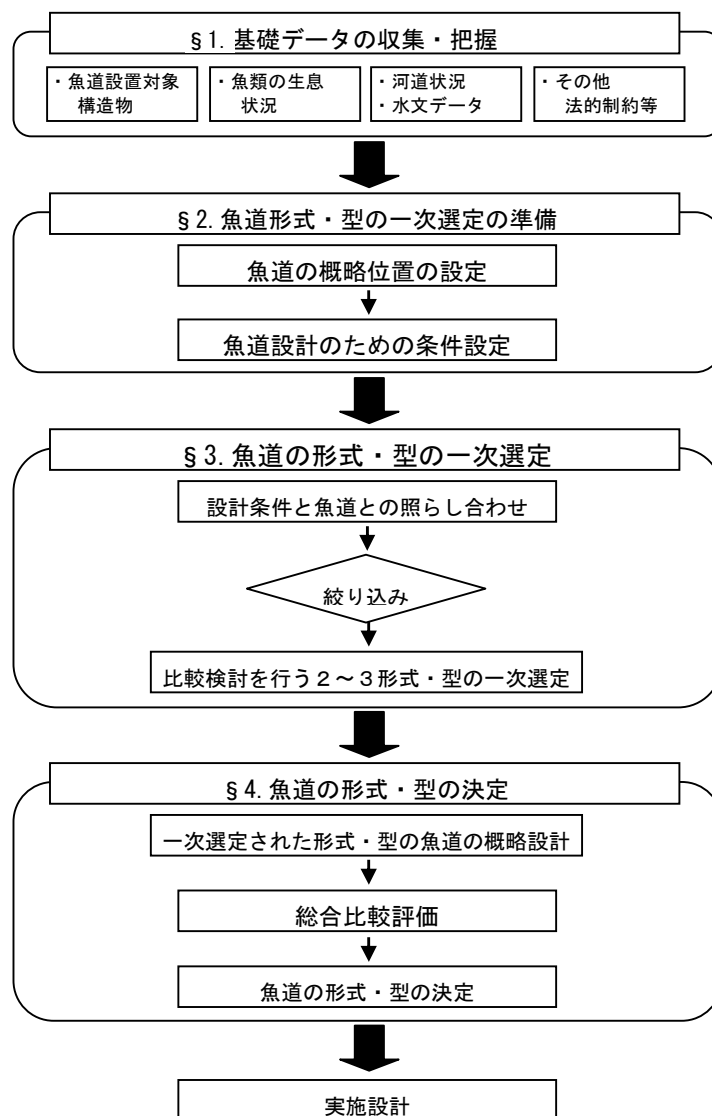 §1.基礎データの収集・把握
・魚道設置対象
構造物
・魚類の生息
状況
・河道状況
・水文データ
・その他
法的制約等
§2.魚道形式・型の一次選定の準備
魚道の概略位置の設定
魚道設計のための条件設定
§3.魚道の形式・型の一次選定
設計条件と魚道との照らし合わせ
絞り込み
比較検討を行う２～３形式・型の一次選定
§4.魚道の形式・型の決定
一次選定された形式・型の魚道の概略設計
総合比較評価
魚道の形式・型の決定
実施設計